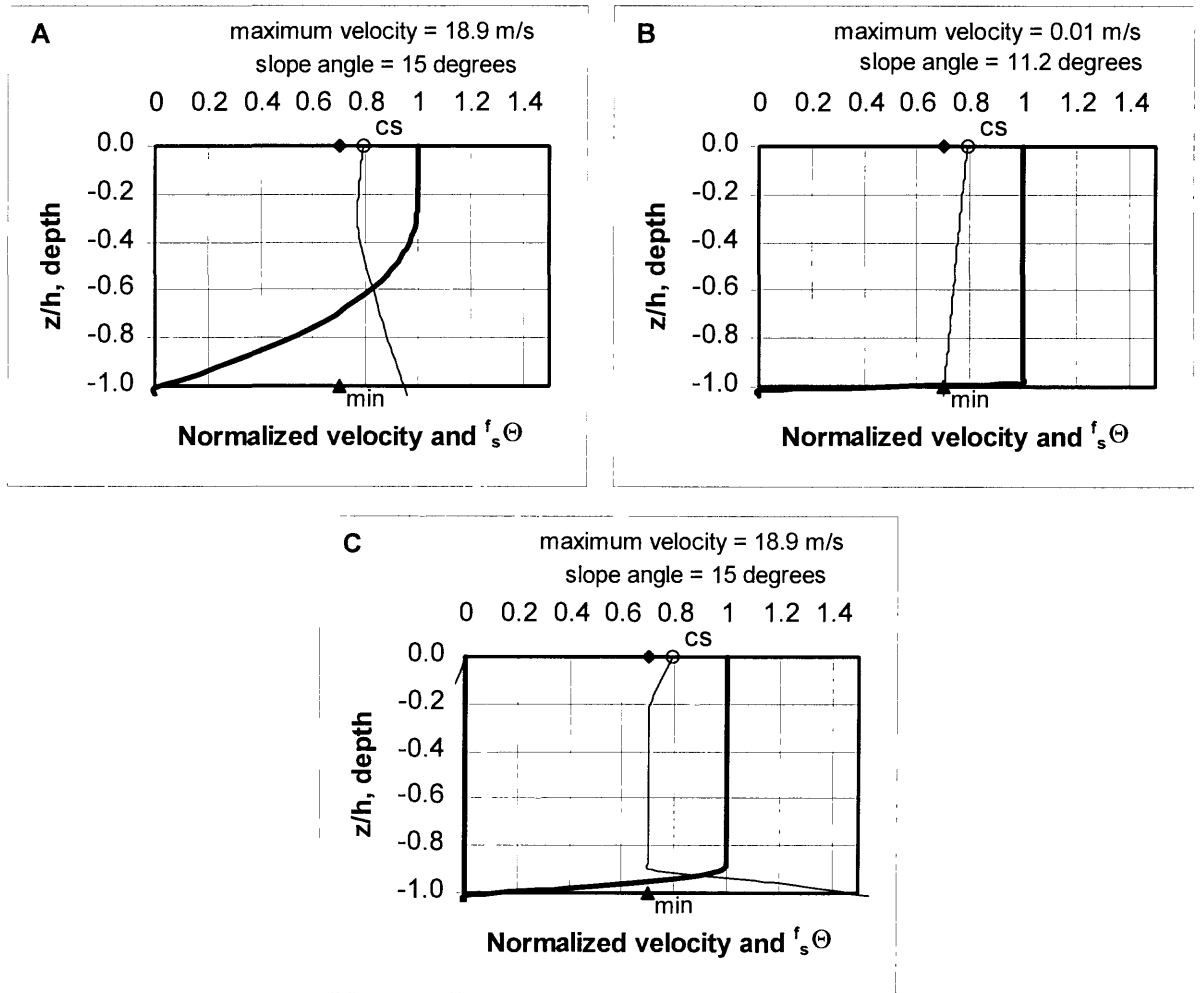 A
maximum velocity = 18.9 m/s
slope angle = 15 degrees
0 0.2 0.4 0.6 0.8 1 1.2 1.4
cs
0.0
-0.2
-0.4
-0.6
-0.8
-1.0
z/h, depth
min
Normalized velocity and fsΘ
B
maximum velocity = 0.01 m/s
slope angle = 11.2 degrees
0 0.2 0.4 0.6 0.8 1 1.2 1.4
cs
0.0
-0.2
-0.4
-0.6
-0.8
-1.0
z/h, depth
min
Normalized velocity and fsΘ
C
maximum velocity = 18.9 m/s
slope angle = 15 degrees
0 0.2 0.4 0.6 0.8 1 1.2 1.4
cs
0.0
-0.2
-0.4
-0.6
-0.8
-1.0
z/h, depth
min
Normalized velocity and fsΘ